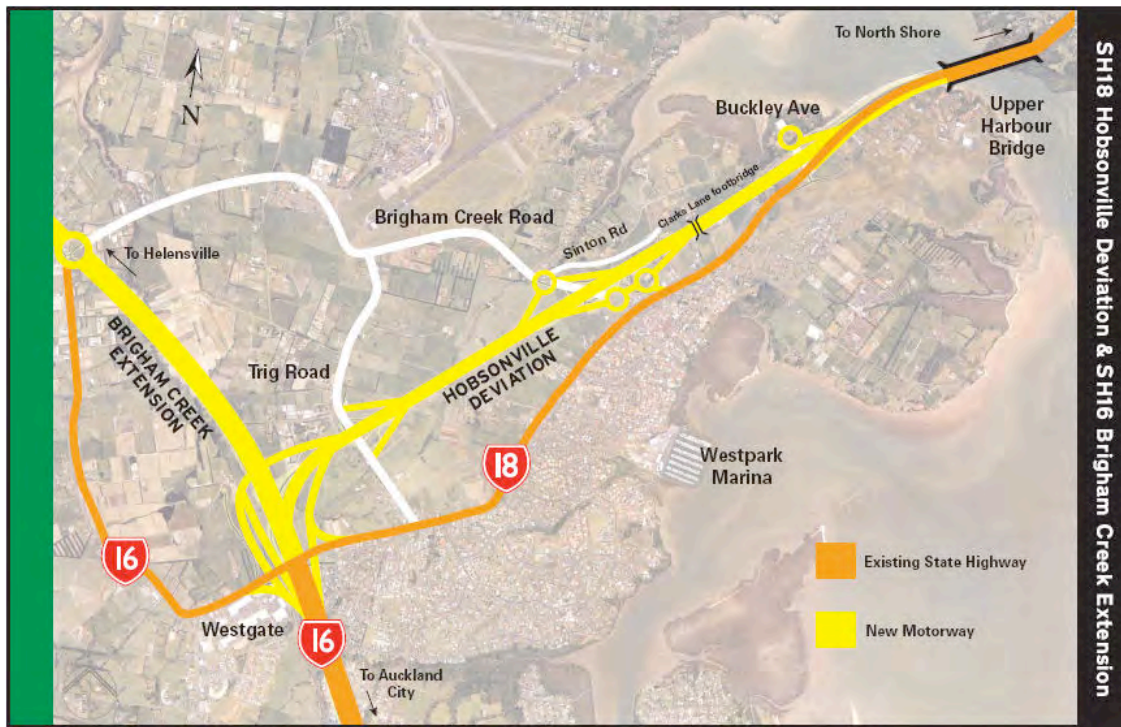 To North Shore
Buckley Ave
Upper
Harbour
Bridge
N
Clarks Lane footbridge
Brigham Creek Road
Sinton Rd
To Helensville
BRIGHAM CREEK
EXTENSION
Trig Road
HOBSONVILLE
DEVIATION
18
Westpark
Marina
16
Existing State Highway
Westgate
16
New Motorway
To Auckland
City
SH18 Hobsonville Deviation & SH16 Brigham Creek Extension